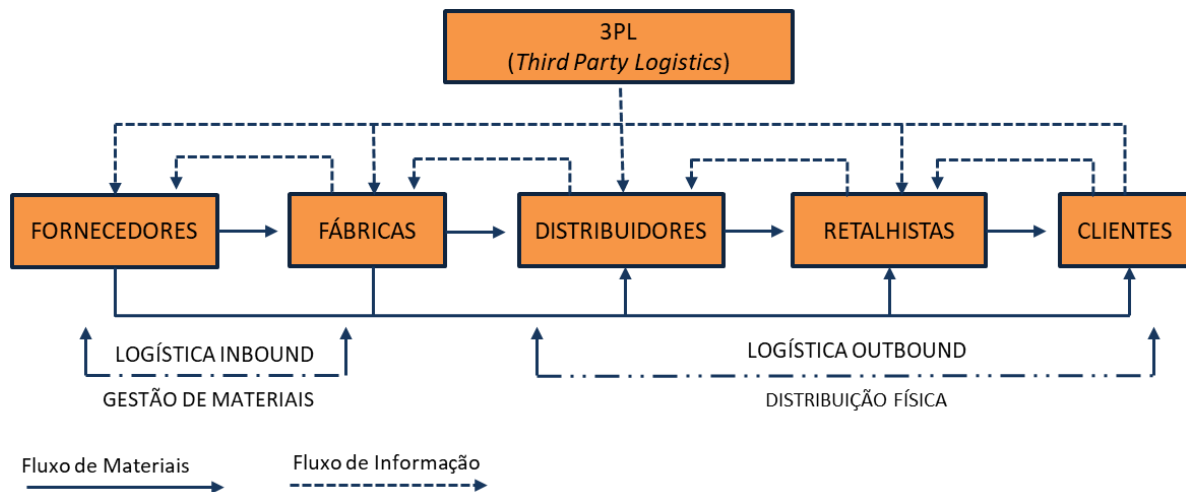 3PL
(Third Party Logistics)
FORNECEDORES
FÁBRICAS
DISTRIBUIDORES
RETALHISTAS
CLIENTES
LOGÍSTICA INBOUND
GESTÃO DE MATERIAIS
LOGÍSTICA OUTBOUND
DISTRIBUIÇÃO FÍSICA
Fluxo de Materiais
Fluxo de Informação